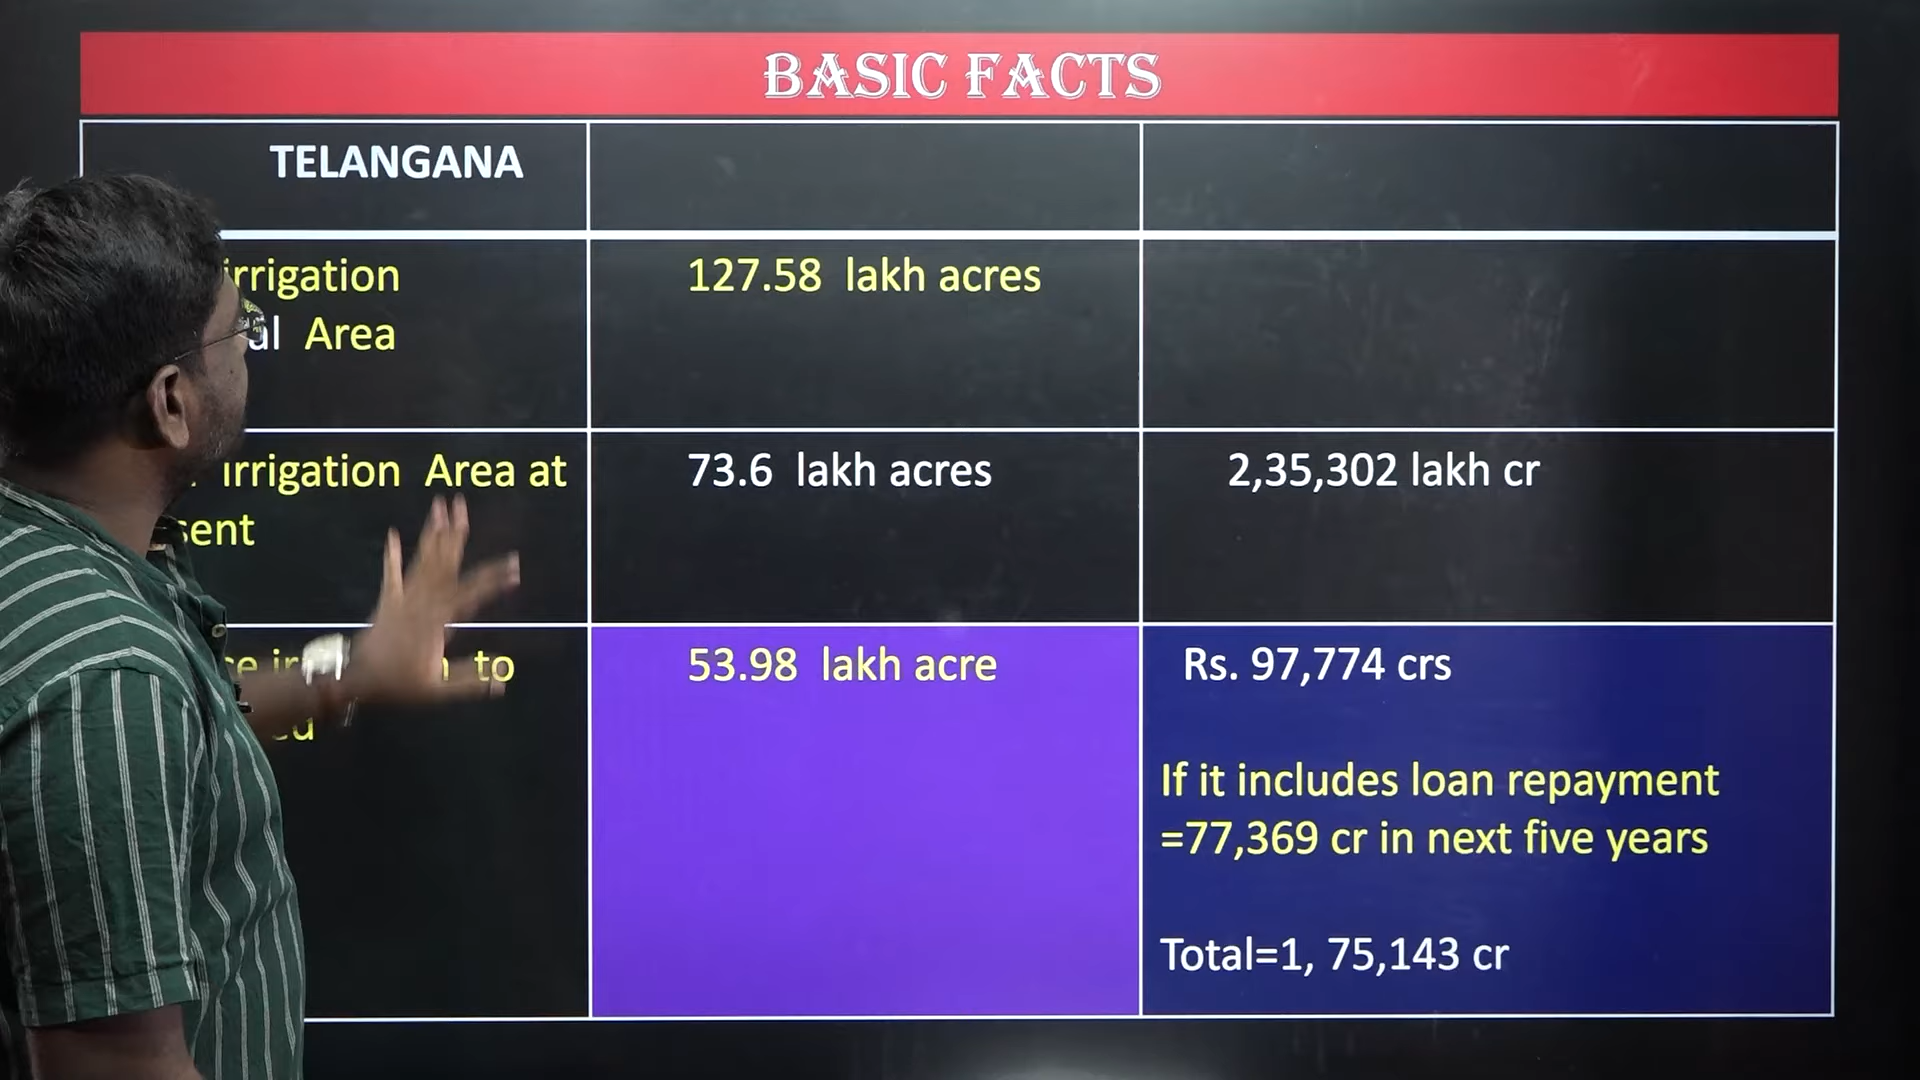 BASIC FACTS
TELANGANA
irrigation
Area
127.58 lakh acres
irrigation Area at
73.6 lakh acres
2,35,302 lakh cr
to
53.98 lakh acre
Rs. 97,774 crs
If it includes loan repayment
=77,369 cr in next five years
Total=1, 75,143 cr